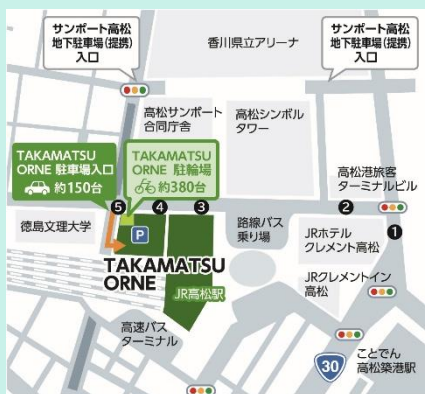 サンポート高松
地下駐車場(提携)
入口
サンポート高松
地下駐車場(提携)
入口
香川県立アリーナ
高松サンポート
合同庁舎
高松シンボル
タワー
TAKAMATSU
ORNE 駐車場入口
約150台
TAKAMATSU
ORNE 駐輪場
約380台
高松港旅客
ターミナルビル
5
4
3
2
1
徳島文理大学
P
路線バス
乗り場
JRホテル
クレメント高松
TAKAMATSU
ORNE
JR高松駅
JRクレメントイン
高松
高速バス
ターミナル
30
ことでん
高松築港駅